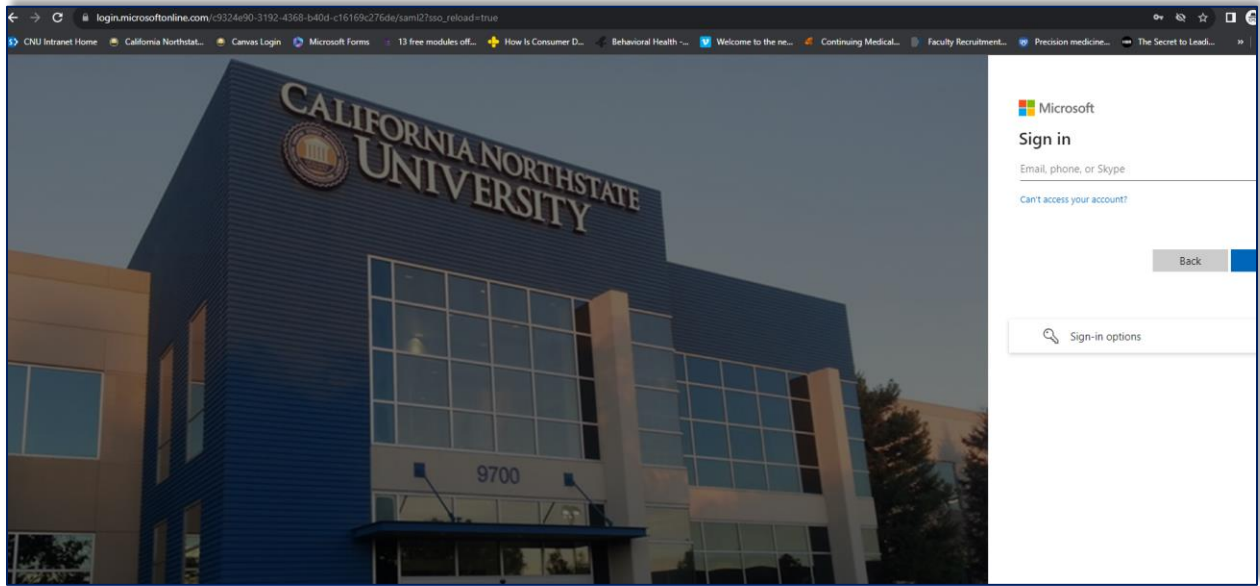 login.microsoftonline.com/c9324e90-3192-4368-b40d-c16169c276de/saml2?sso_reload=true
CNU Intranet Home California Northstat... Canvas Login Microsoft Forms 13 free modules off... How Is Consumer D... Behavioral Health -... Welcome to the ne... Continuing Medical... Faculty Recruitment... Precision medicine... The Secret to Leadi... »
CALIFORNIA NORTHSTATE
UNIVERSITY
9700
Microsoft
Sign in
Email, phone, or Skype
Can't access your account?
Back
Sign-in options